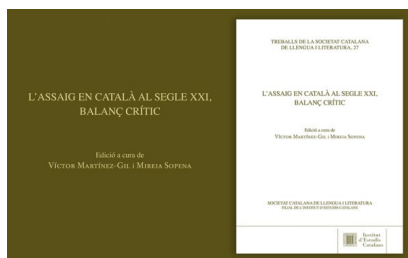 L'ASSAIG EN CATALÀ AL SEGLE XXI,
BALANÇ CRÍTIC
Edició a cura de
VÍCTOR MARTÍNEZ-GIL I MIREIA SOPENA
TREBALLS DE LA SOCIETAT CATALANA
DE LLENGUA I LITERATURA, 27
L'ASSAIG EN CATALÀ AL SEGLE XXI,
BALANÇ CRÍTIC
Edició a cura de
VÍCTOR MARTÍNEZ-GIL I MIREIA SOPENA
SOCIETAT CATALANA DE LLENGUA I LITERATURA
FILIAL DE L'INSTITUT D'ESTUDIS CATALANS
Institut
d'Estudis
Catalans